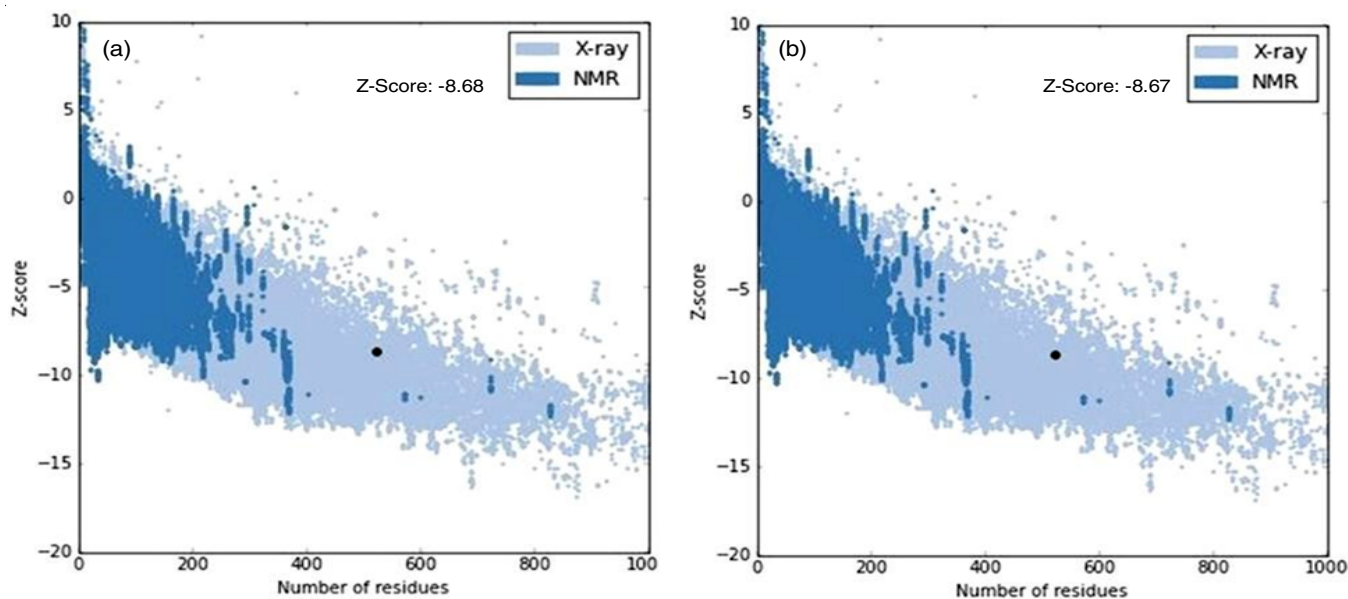 (a)
X-ray
NMR
Z-Score: -8.68
10
5
0
−5
−10
−15
−20
Z-score
0
200
400
600
800
100
Number of residues
(b)
X-ray
NMR
Z-Score: -8.67
10
5
0
−5
−10
−15
−20
Z-score
0
200
400
600
800
1000
Number of residues